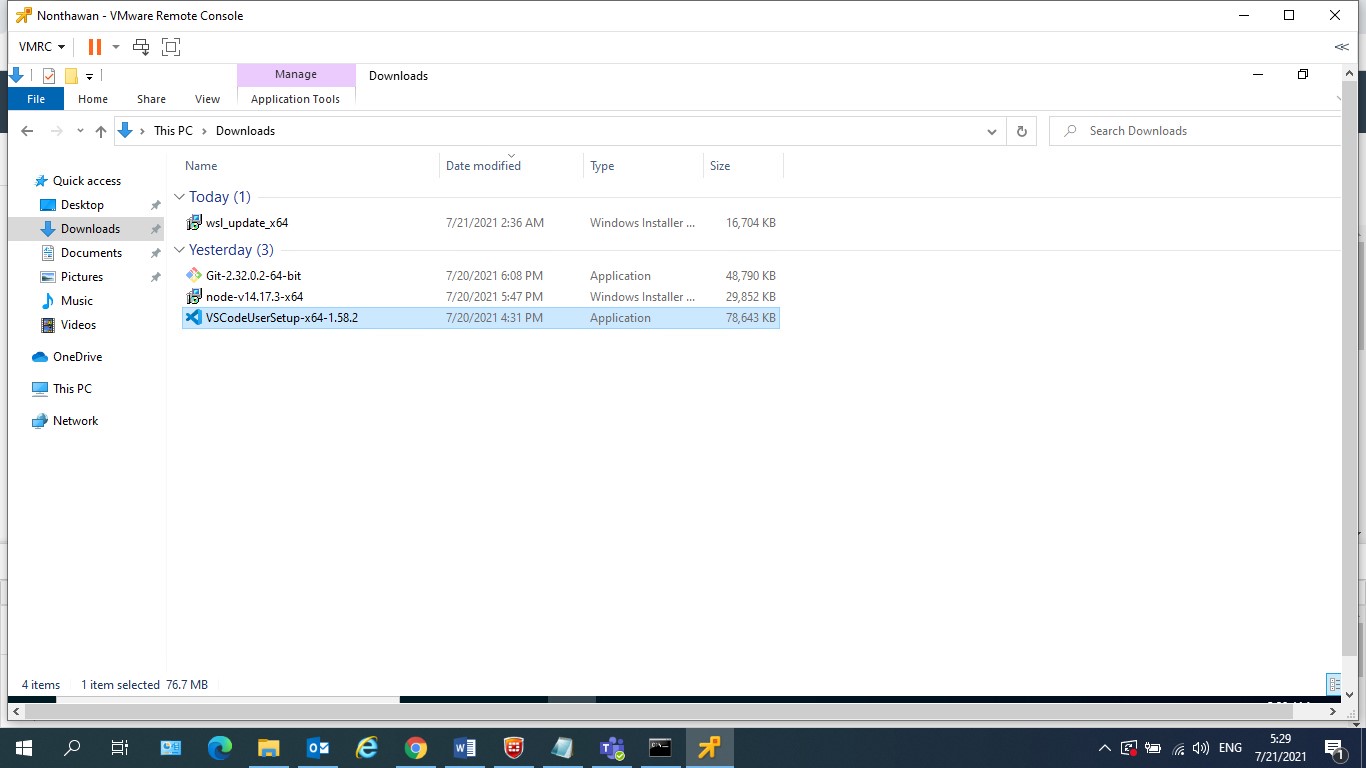 Nonthawan - VMware Remote Console
VMRC
Manage
Downloads
File
Home
Share
View
Application Tools
This PC
Downloads
Search Downloads
Name
Date modified
Type
Size
Quick access
Desktop
Downloads
Documents
Pictures
Music
Videos
OneDrive
This PC
Network
Today (1)
wsl_update_x64 7/21/2021 2:36 AM Windows Installer ... 16,704 KB
Yesterday (3)
Git-2.32.0.2-64-bit 7/20/2021 6:08 PM Application 48,790 KB
node-v14.17.3-x64 7/20/2021 5:47 PM Windows Installer ... 29,852 KB
VSCodeUserSetup-x64-1.58.2 7/20/2021 4:31 PM Application 78,643 KB
4 items 1 item selected 76.7 MB
ENG
5:29
7/21/2021
1